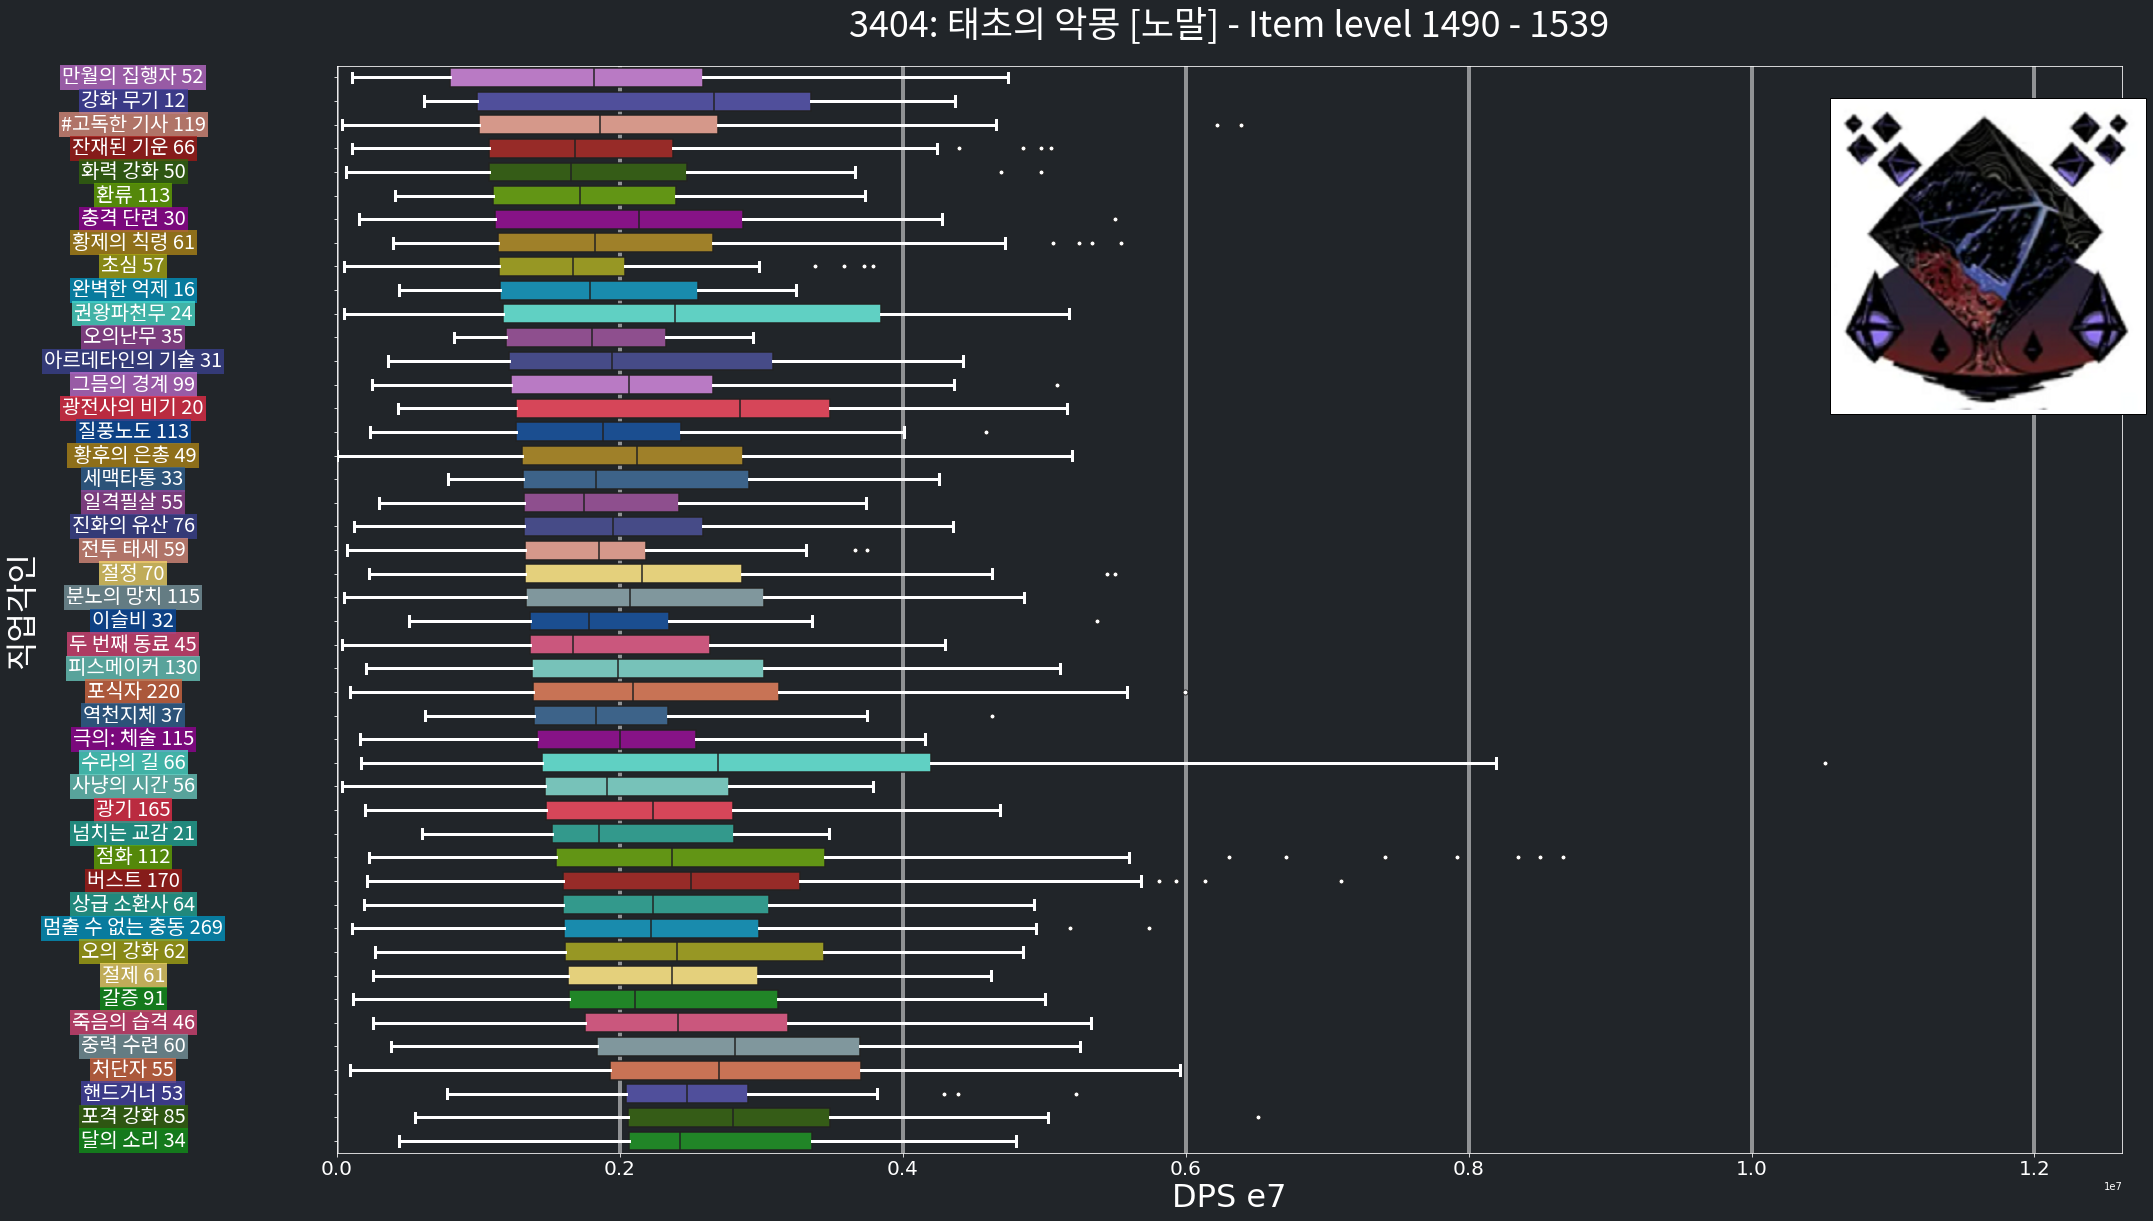 3404: 태초의 악몽 [노말] - Item level 1490 - 1539
만월의 집행자 52
강화 무기 12
#고독한 기사 119
잔재된 기운 66
화력 강화 50
환류 113
충격 단련 30
황제의 칙령 61
초심 57
완벽한 억제 16
권왕파천무 24
오의난무 35
아르데타인의 기술 31
그믐의 경계 99
광전사의 비기 20
질풍노도 113
황후의 은총 49
세맥타통 33
일격필살 55
진화의 유산 76
전투 태세 59
절정 70
분노의 망치 115
이슬비 32
두 번째 동료 45
피스메이커 130
포식자 220
역천지체 37
극의: 체술 115
수라의 길 66
사냥의 시간 56
광기 165
넘치는 교감 21
점화 112
버스트 170
상급 소환사 64
멈출 수 없는 충동 269
오의 강화 62
절제 61
갈증 91
죽음의 습격 46
중력 수련 60
처단자 55
핸드거너 53
포격 강화 85
달의 소리 34
직업각인
0.0 0.2 0.4 0.6 0.8 1.0 1.2
1e7
DPS e7